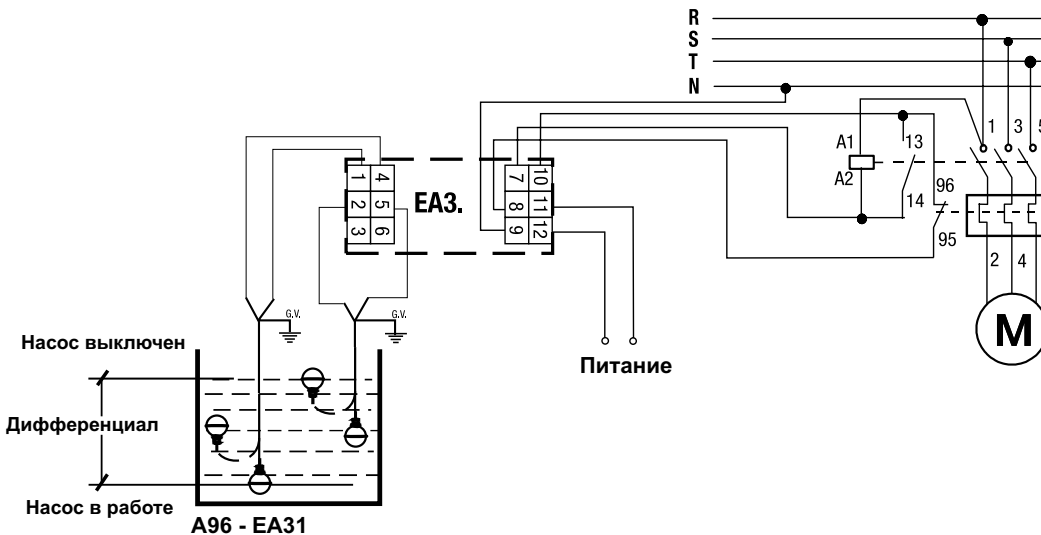 R
S
T
N
1 3 5
A1
13
A2
14
96
95
2 4
M
1 4
2 5
3 6
EA3.
7 10
8 11
9 12
G.V.
G.V.
Питание
Насос выключен
Дифференциал
Насос в работе
A96 - EA31